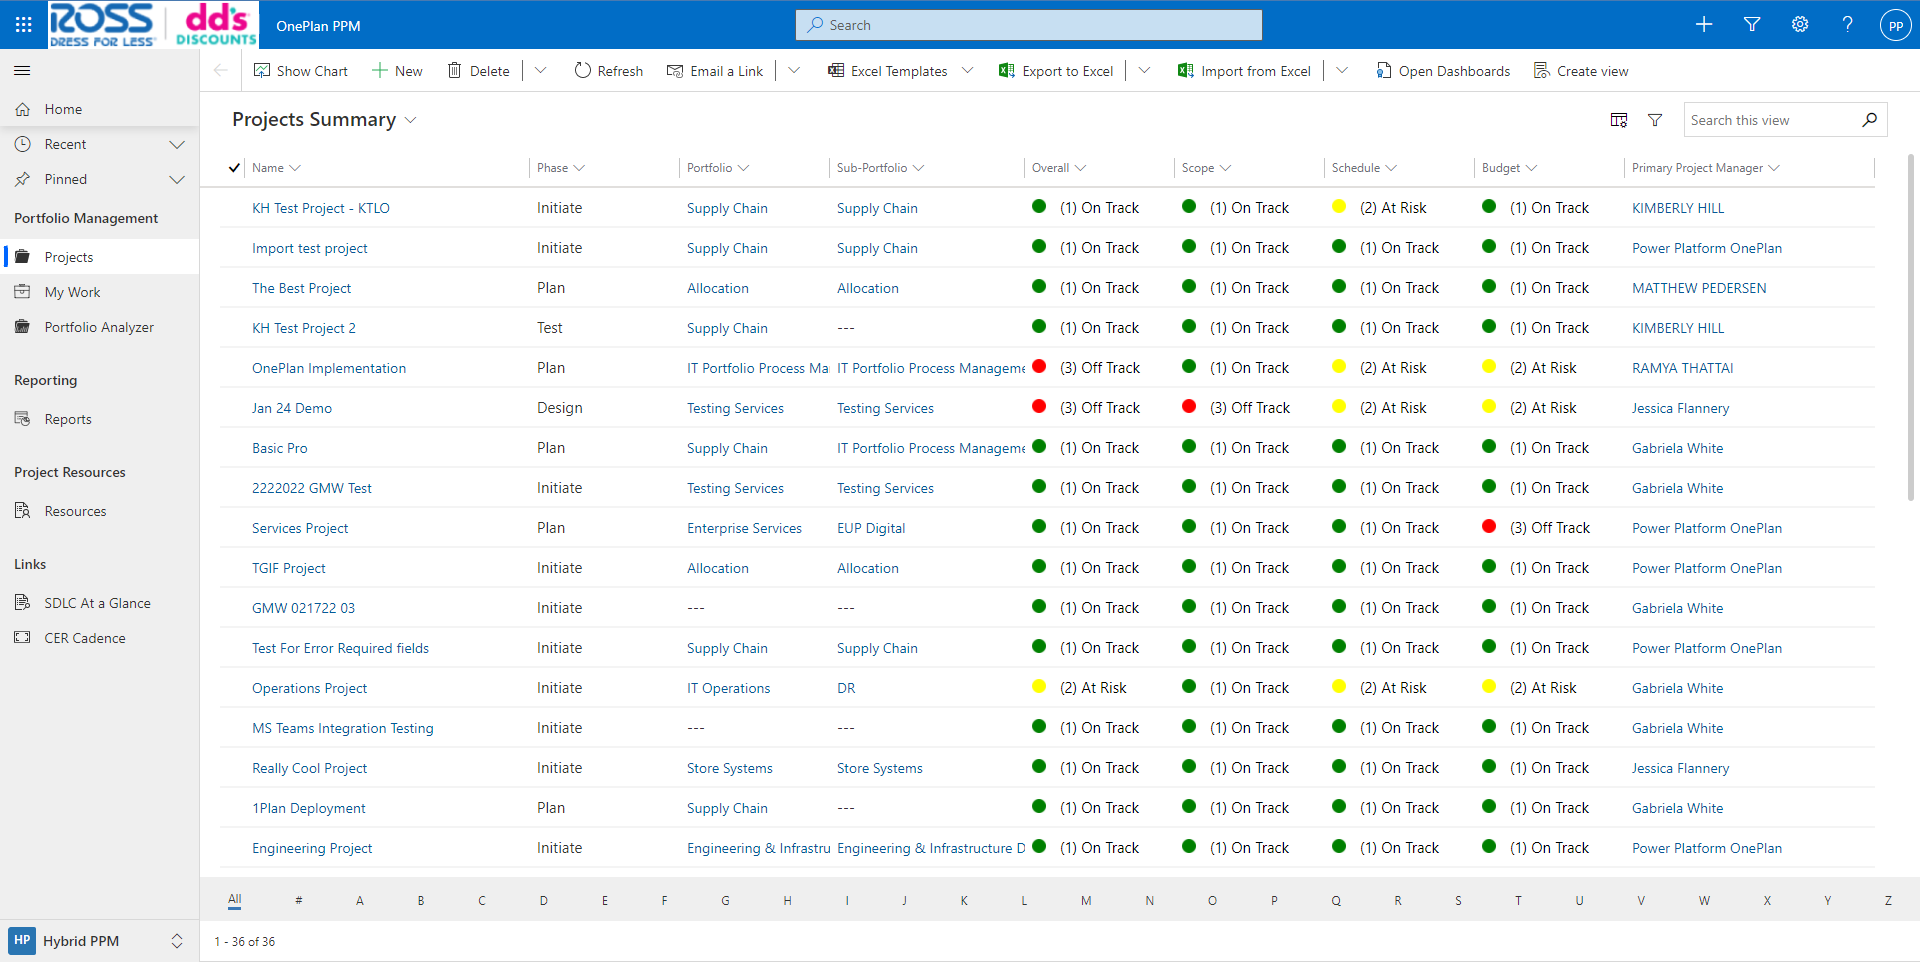 ROSS dd's
DRESS FOR LESS® DISCOUNTS
OnePlan PPM
Search
PP
Show Chart New Delete Refresh Email a Link Excel Templates Export to Excel Import from Excel Open Dashboards Create view
Home
Recent
Pinned
Portfolio Management
Projects
My Work
Portfolio Analyzer
Reporting
Reports
Project Resources
Resources
Links
SDLC At a Glance
CER Cadence
HP Hybrid PPM
Projects Summary
Search this view
Name Phase Portfolio Sub-Portfolio Overall Scope Schedule Budget Primary Project Manager
KH Test Project - KTLO Initiate Supply Chain Supply Chain (1) On Track (1) On Track (2) At Risk (1) On Track KIMBERLY HILL
Import test project Initiate Supply Chain Supply Chain (1) On Track (1) On Track (1) On Track (1) On Track Power Platform OnePlan
The Best Project Plan Allocation Allocation (1) On Track (1) On Track (1) On Track (1) On Track MATTHEW PEDERSEN
KH Test Project 2 Test Supply Chain --- (1) On Track (1) On Track (1) On Track (1) On Track KIMBERLY HILL
OnePlan Implementation Plan IT Portfolio Process Ma IT Portfolio Process Manageme (3) Off Track (1) On Track (2) At Risk (2) At Risk RAMYA THATTAI
Jan 24 Demo Design Testing Services Testing Services (3) Off Track (3) Off Track (2) At Risk (2) At Risk Jessica Flannery
Basic Pro Plan Supply Chain IT Portfolio Process Manageme (1) On Track (1) On Track (1) On Track (1) On Track Gabriela White
2222022 GMW Test Initiate Testing Services Testing Services (1) On Track (1) On Track (1) On Track (1) On Track Gabriela White
Services Project Plan Enterprise Services EUP Digital (1) On Track (1) On Track (1) On Track (3) Off Track Power Platform OnePlan
TGIF Project Initiate Allocation Allocation (1) On Track (1) On Track (1) On Track (1) On Track Power Platform OnePlan
GMW 021722 03 Initiate --- --- (1) On Track (1) On Track (1) On Track (1) On Track Gabriela White
Test For Error Required fields Initiate Supply Chain Supply Chain (1) On Track (1) On Track (1) On Track (1) On Track Power Platform OnePlan
Operations Project Initiate IT Operations DR (2) At Risk (1) On Track (2) At Risk (2) At Risk Gabriela White
MS Teams Integration Testing Initiate --- --- (1) On Track (1) On Track (1) On Track (1) On Track Gabriela White
Really Cool Project Initiate Store Systems Store Systems (1) On Track (1) On Track (1) On Track (1) On Track Jessica Flannery
1Plan Deployment Plan Supply Chain --- (1) On Track (1) On Track (1) On Track (1) On Track Gabriela White
Engineering Project Initiate Engineering & Infrastru Engineering & Infrastructure D (1) On Track (1) On Track (1) On Track (1) On Track Power Platform OnePlan
All # A B C D E F G H I J K L M N O P Q R S T U V W X Y Z
1 - 36 of 36